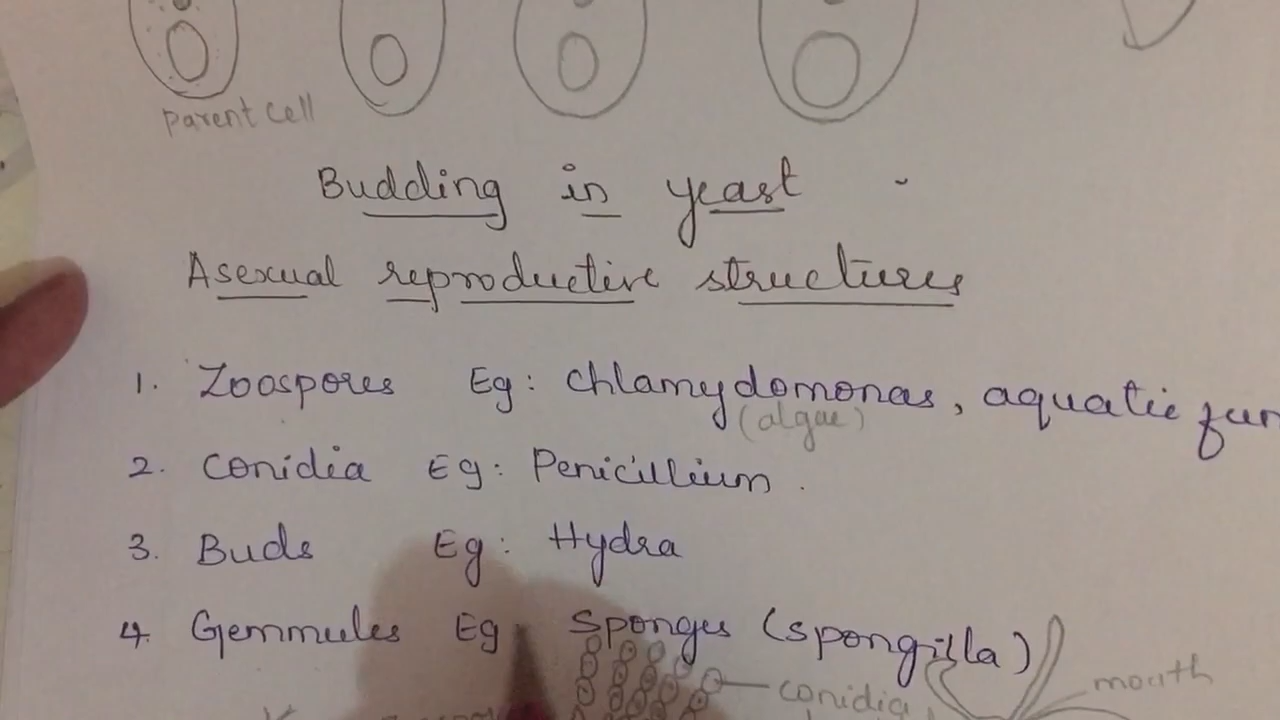 Parent cell
Budding in yeast
Asexual reproductive structures
1. Zoospores Eg: Chlamydomonas, aquatic fun
(algae)
2. Conidia Eg: Penicillium.
3. Buds Eg: Hydra
4. Gemmules Eg Sponges (spongilla)
mouth
conidia